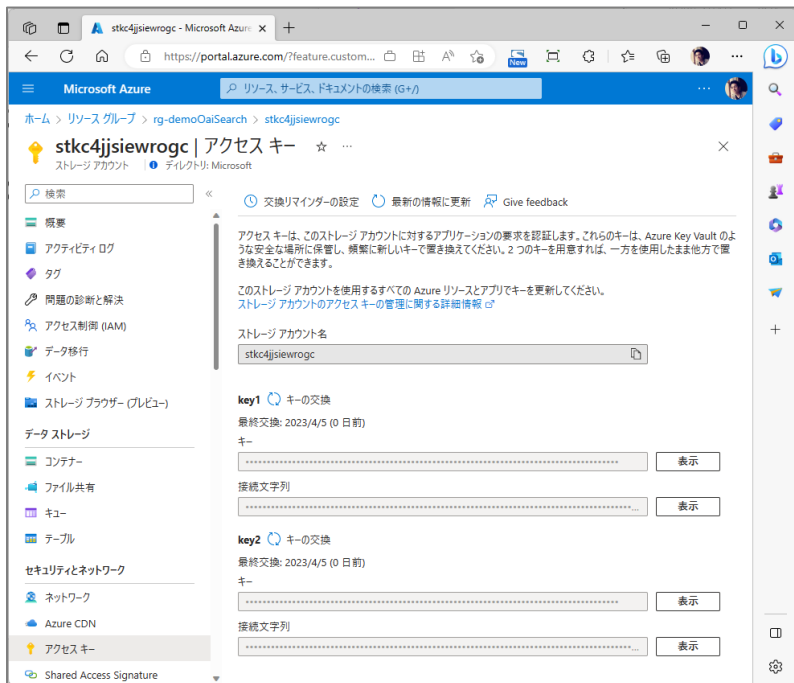 stkc4jjsiewrogc - Microsoft Azure
https://portal.azure.com/?feature.custom...
New
Microsoft Azure
リソース、サービス、ドキュメントの検索 (G+/)
ホーム > リソース グループ > rg-demoOaiSearch > stkc4jjsiewrogc
stkc4jjsiewrogc | アクセス キー
ストレージ アカウント
ディレクトリ: Microsoft
検索
概要
アクティビティ ログ
タグ
問題の診断と解決
アクセス制御 (IAM)
データ移行
イベント
ストレージ ブラウザー (プレビュー)
データ ストレージ
コンテナー
ファイル共有
キュー
テーブル
セキュリティとネットワーク
ネットワーク
Azure CDN
アクセス キー
Shared Access Signature
交換リマインダーの設定 最新の情報に更新 Give feedback
アクセス キーは、このストレージ アカウントに対するアプリケーションの要求を認証します。これらのキーは、Azure Key Vault のよ
うな安全な場所に保管し、頻繁に新しいキーで置き換えてください。2 つのキーを用意すれば、一方を使用したまま他方で置
き換えることができます。
このストレージ アカウントを使用するすべての Azure リソースとアプリでキーを更新してください。
ストレージ アカウントのアクセス キーの管理に関する詳細情報
ストレージ アカウント名
stkc4jjsiewrogc
key1 キーの交換
最終交換: 2023/4/5 (0 日前)
キー
表示
接続文字列
表示
key2 キーの交換
最終交換: 2023/4/5 (0 日前)
キー
表示
接続文字列
表示